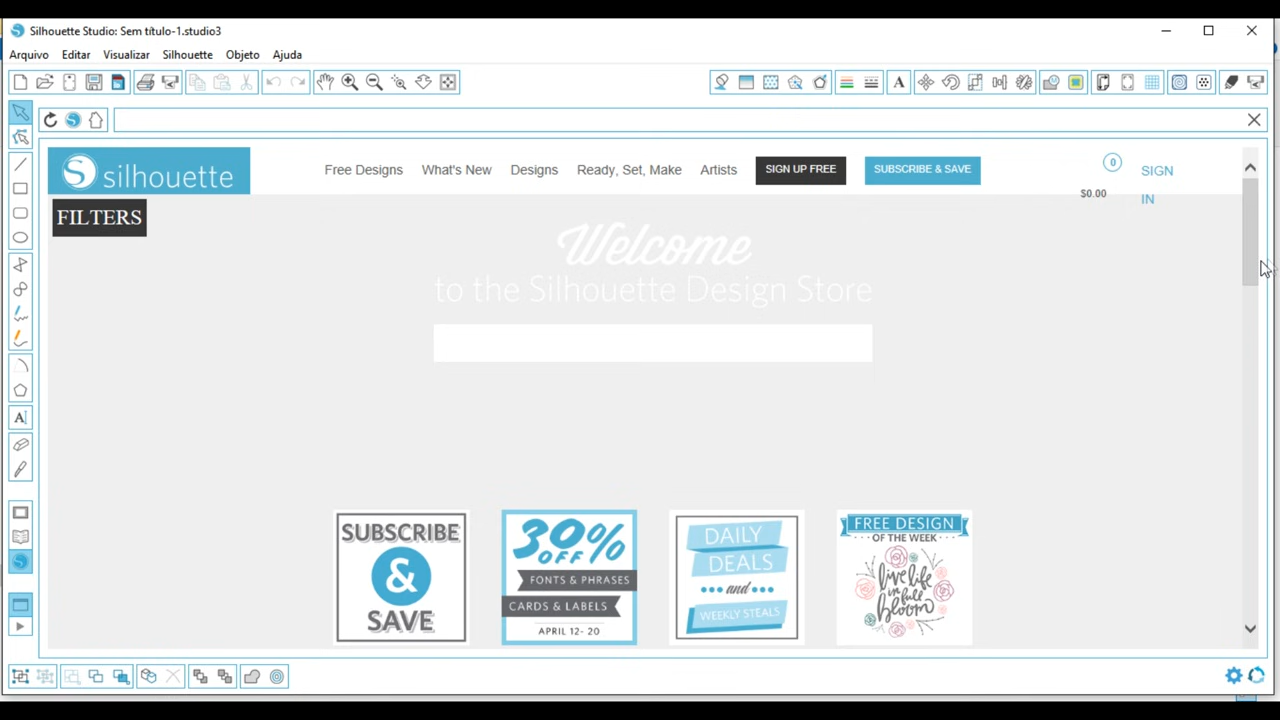 Silhouette Studio: Sem título-1.studio3
Arquivo Editar Visualizar Silhouette Objeto Ajuda
silhouette
Free Designs What's New Designs Ready, Set, Make Artists SIGN UP FREE SUBSCRIBE & SAVE 0 SIGN IN
$0.00
FILTERS
Welcome
to the Silhouette Design Store
SUBSCRIBE
&
SAVE
30%
OFF
FONTS & PHRASES
CARDS & LABELS
APRIL 12- 20
DAILY
DEALS
and
WEEKLY STEALS
FREE DESIGN
OF THE WEEK
live life
in full
bloom